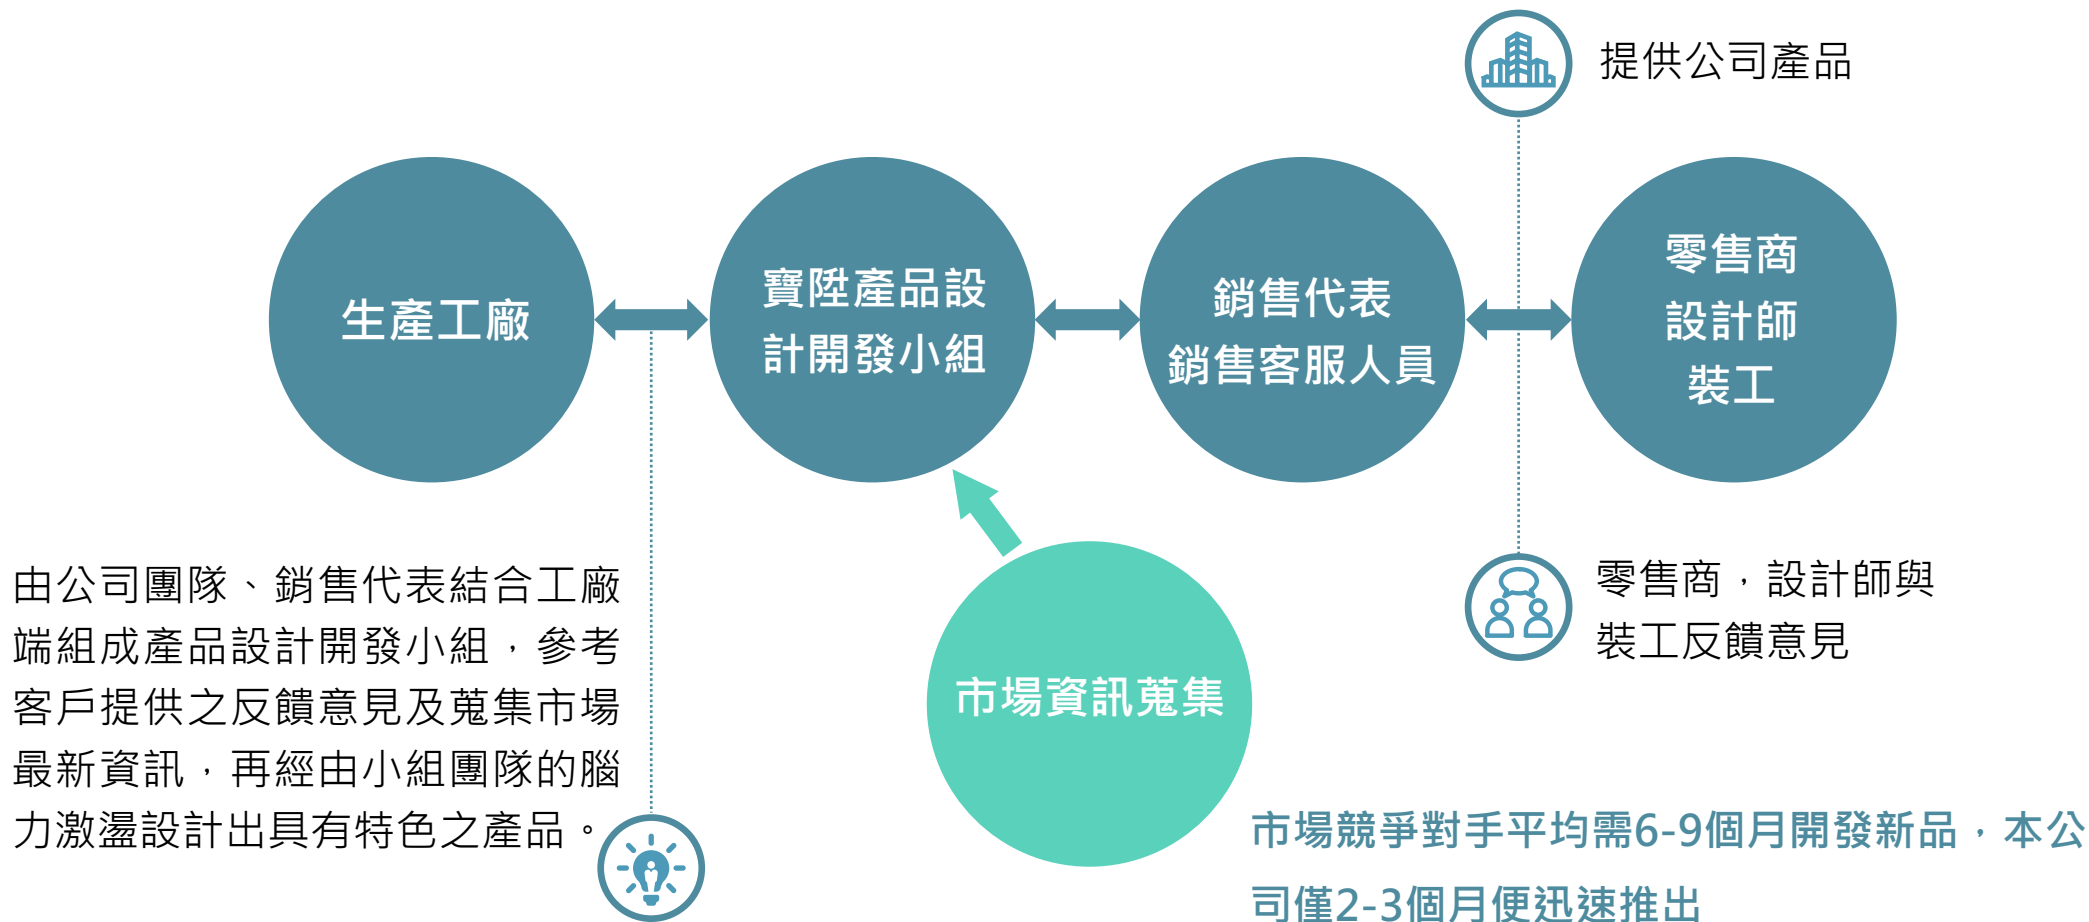 提供公司產品
生產工廠
寶陞產品設
計開發小組
銷售代表
銷售客服人員
零售商
設計師
裝工
由公司團隊、銷售代表結合工廠
端組成產品設計開發小組，參考
客戶提供之反饋意見及蒐集市場
最新資訊，再經由小組團隊的腦
力激盪設計出具有特色之產品。
市場資訊蒐集
零售商，設計師與
裝工反饋意見
市場競爭對手平均需6-9個月開發新品，本公
司僅2-3個月便迅速推出